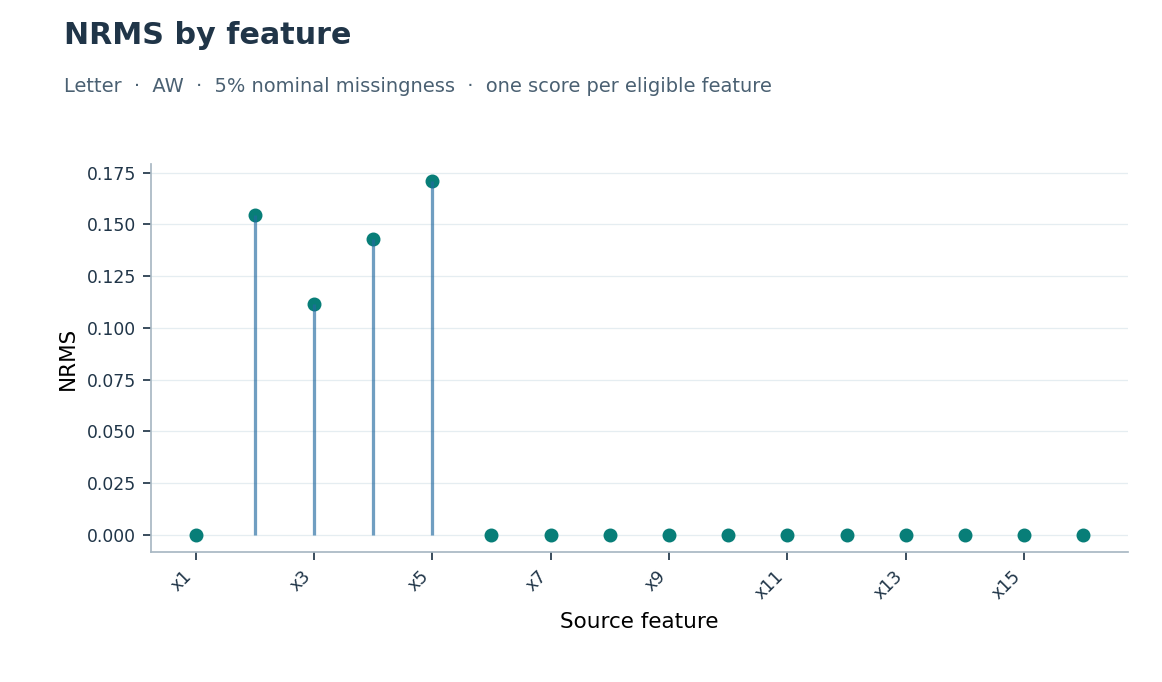 NRMS by feature
Letter · AW · 5% nominal missingness · one score per eligible feature
0.175
0.150
0.125
0.100
0.075
0.050
0.025
0.000
NRMS
x1
x3
x5
x7
x9
x11
x13
x15
Source feature